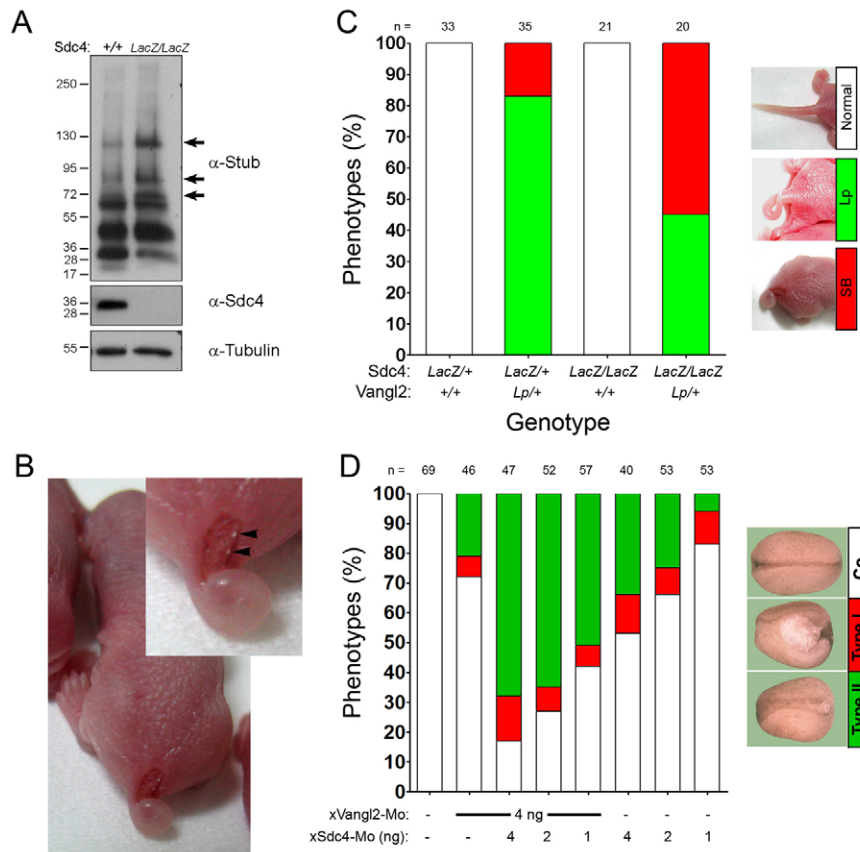 A
Sdc4: +/+ LacZ/LacZ
250
130
95
72
55
36
28
17
α-Stub
36
28
α-Sdc4
55
α-Tubulin
B
C
n = 33 35 21 20
Phenotypes (%)
100
90
80
70
60
50
40
30
20
10
0
Sdc4: LacZ/+ LacZ/+ LacZ/LacZ LacZ/LacZ
Vangl2: +/+ Lp/+ +/+ Lp/+
Genotype
Normal
Lp
SB
D
n = 69 46 47 52 57 40 53 53
Phenotypes (%)
100
90
80
70
60
50
40
30
20
10
0
xVangl2-Mo: - 4 ng - - -
xSdc4-Mo (ng): - - 4 2 1 4 2 1
Type I
Type II